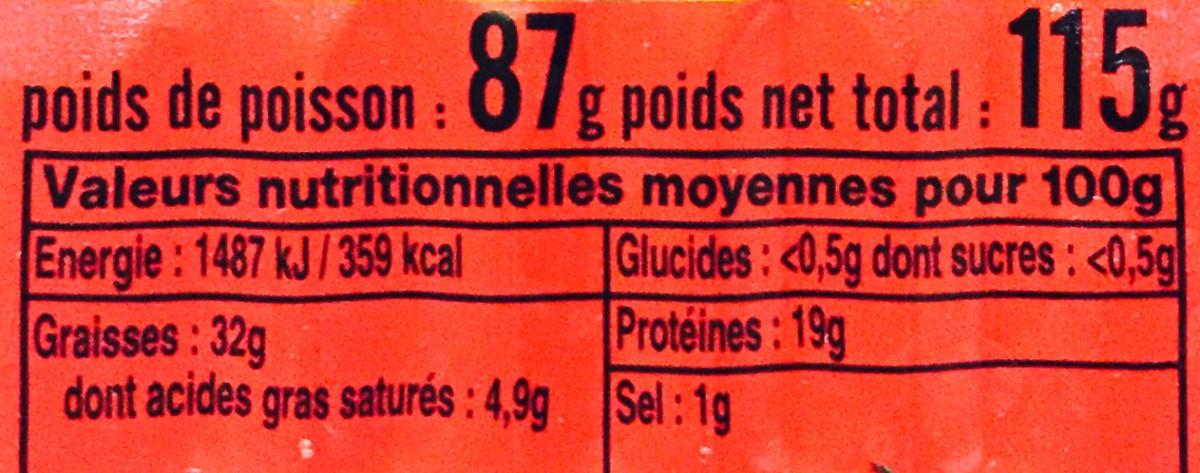 poids de poisson : 87g poids net total : 115g
Valeurs nutritionnelles moyennes pour 100g
Energie : 1487 kJ / 359 kcal
Glucides : <0,5g dont sucres : <0,5g
Graisses : 32g
dont acides gras saturés : 4,9g
Protéines : 19g
Sel : 1g